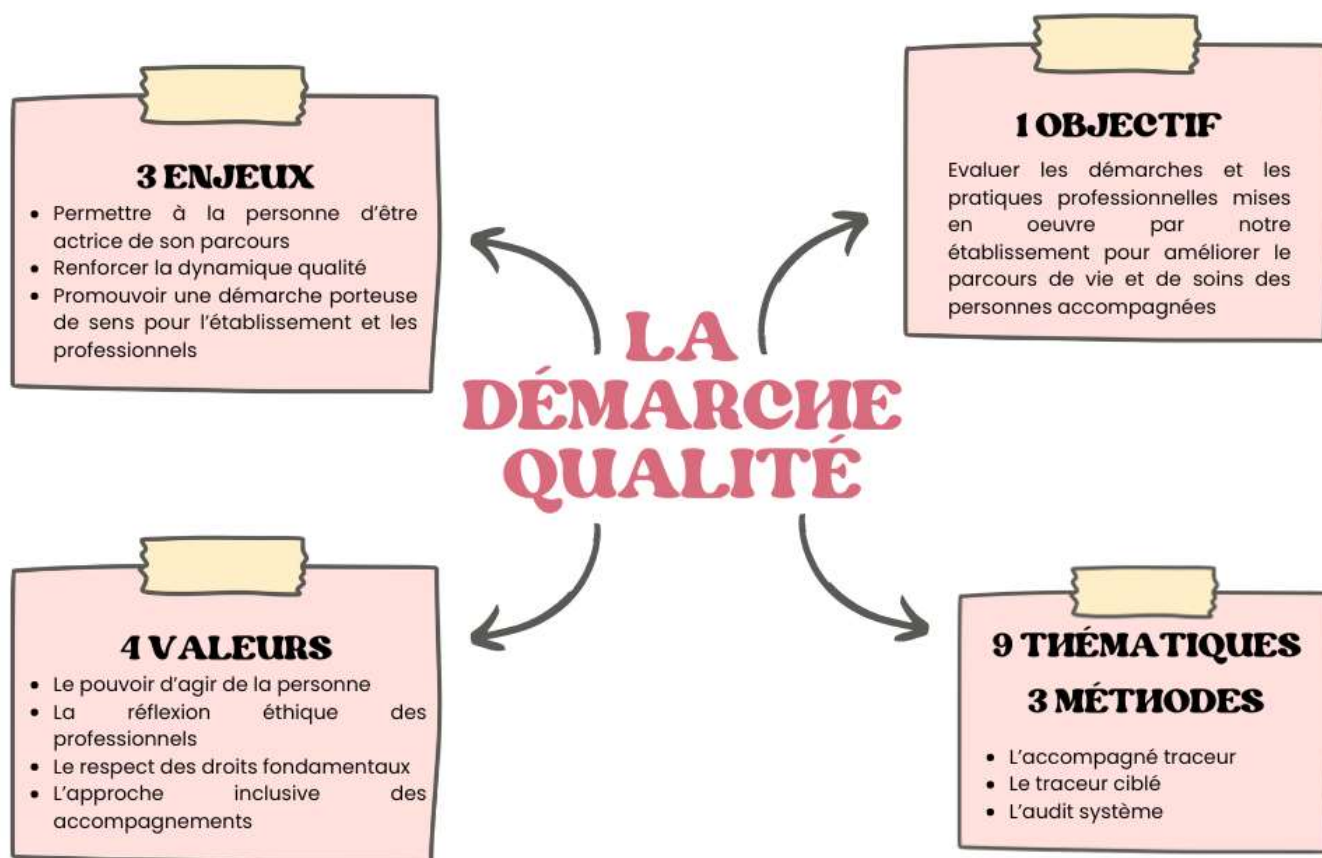 3 ENJEUX
• Permettre à la personne d'être
actrice de son parcours
• Renforcer la dynamique qualité
• Promouvoir une démarche porteuse
de sens pour l'établissement et les
professionnels
1 OBJECTIF
Evaluer les démarches et les
pratiques professionnelles mises
en oeuvre par notre
établissement pour améliorer le
parcours de vie et de soins des
personnes accompagnées
LA
DÉMARCHE
QUALITÉ
4 VALEURS
• Le pouvoir d'agir de la personne
• La réflexion éthique des
professionnels
• Le respect des droits fondamentaux
• L'approche inclusive des
accompagnements
9 THÉMATIQUES
3 MÉTHODES
• L'accompagné traceur
• Le traceur ciblé
• L'audit système